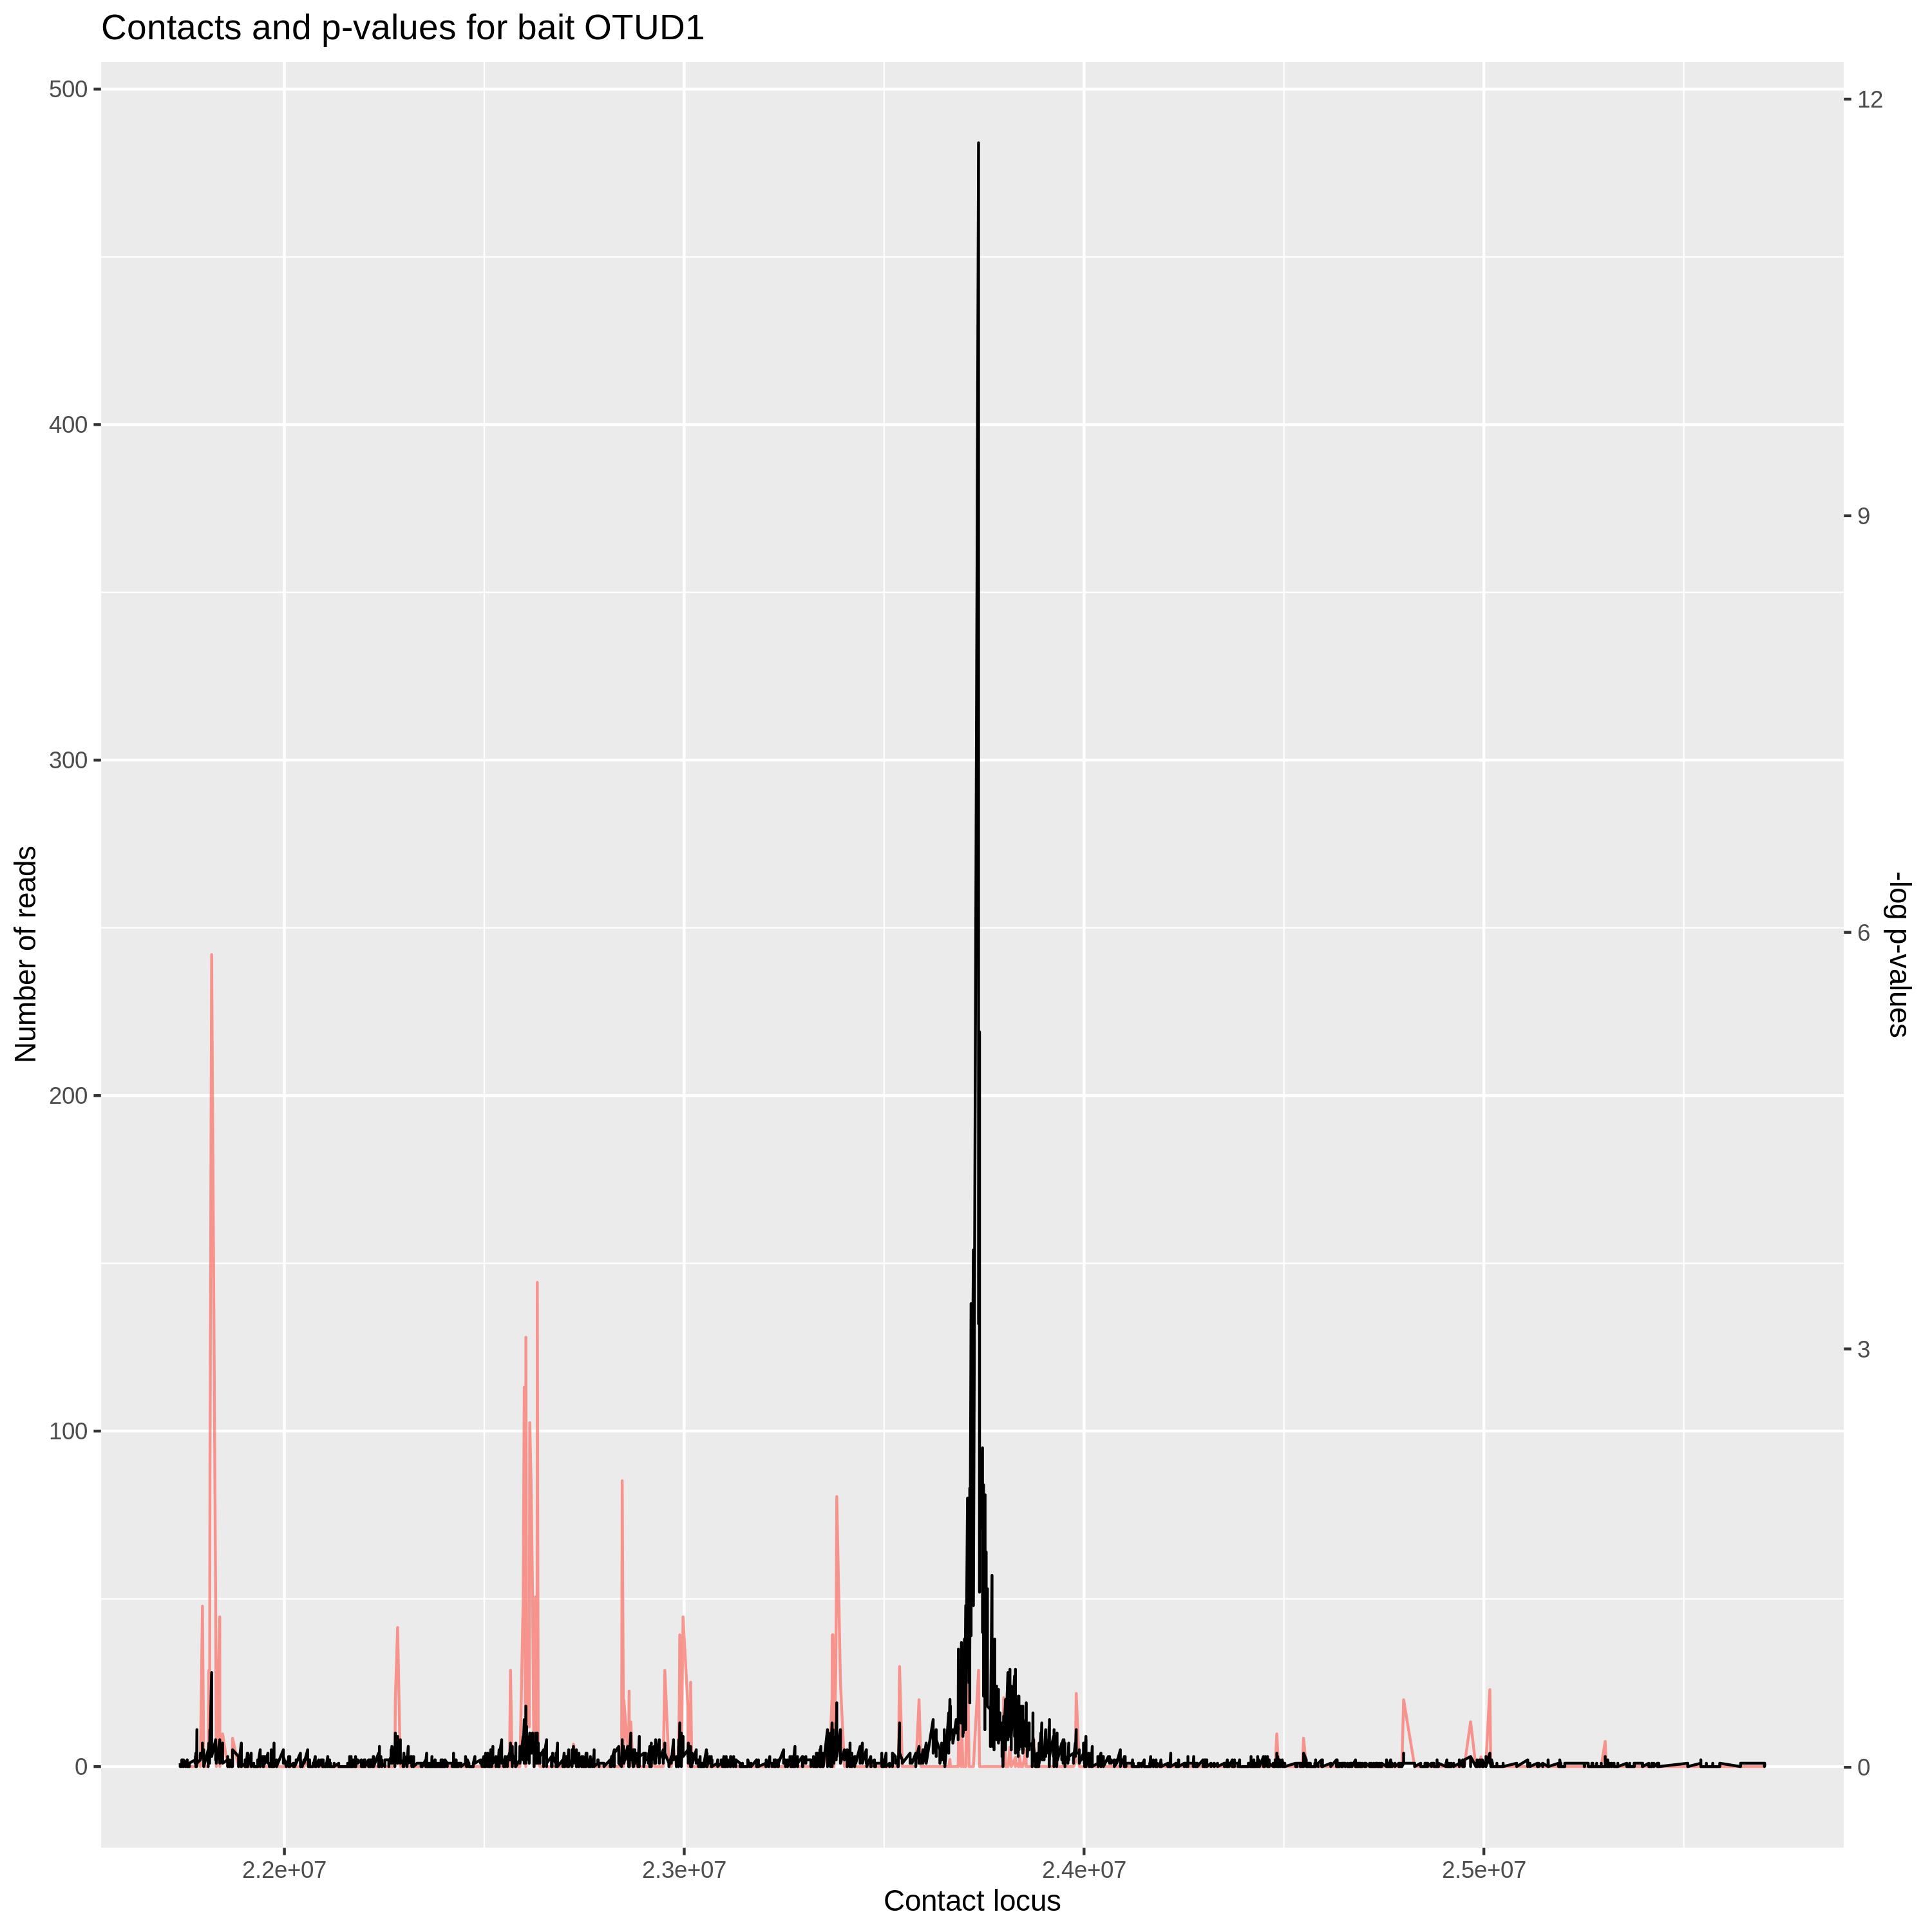 Contacts and p-values for bait OTUD1
500
400
300
200
100
0
Number of reads
12
9
6
3
0
-log p-values
2.2e+07
2.3e+07
2.4e+07
2.5e+07
Contact locus